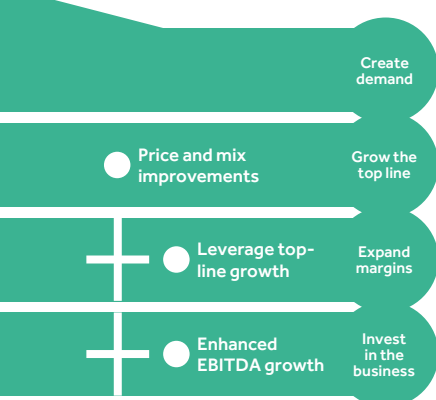 Create
demand
Price and mix
improvements
Grow the
top line
Leverage top-
line growth
Expand
margins
Enhanced
EBITDA growth
Invest
in the
business